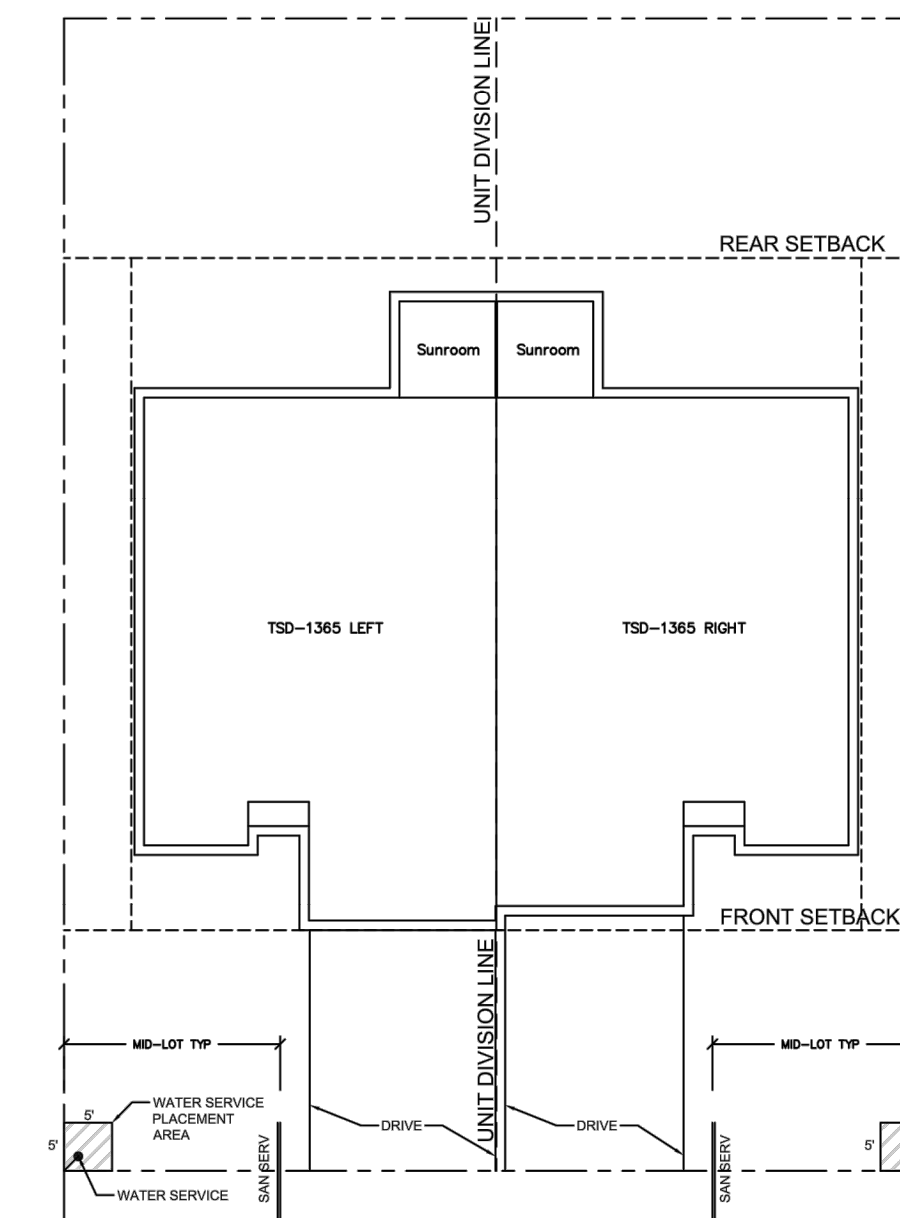 UNIT DIVISION LINE
REAR SETBACK
Sunroom
Sunroom
TSD-1365 LEFT
TSD-1365 RIGHT
FRONT SETBACK
UNIT DIVISION LINE
MID-LOT TYP
MID-LOT TYP
WATER SERVICE
PLACEMENT
AREA
5'
5'
DRIVE
DRIVE
5'
SAN SERV
SAN SERV
WATER SERVICE